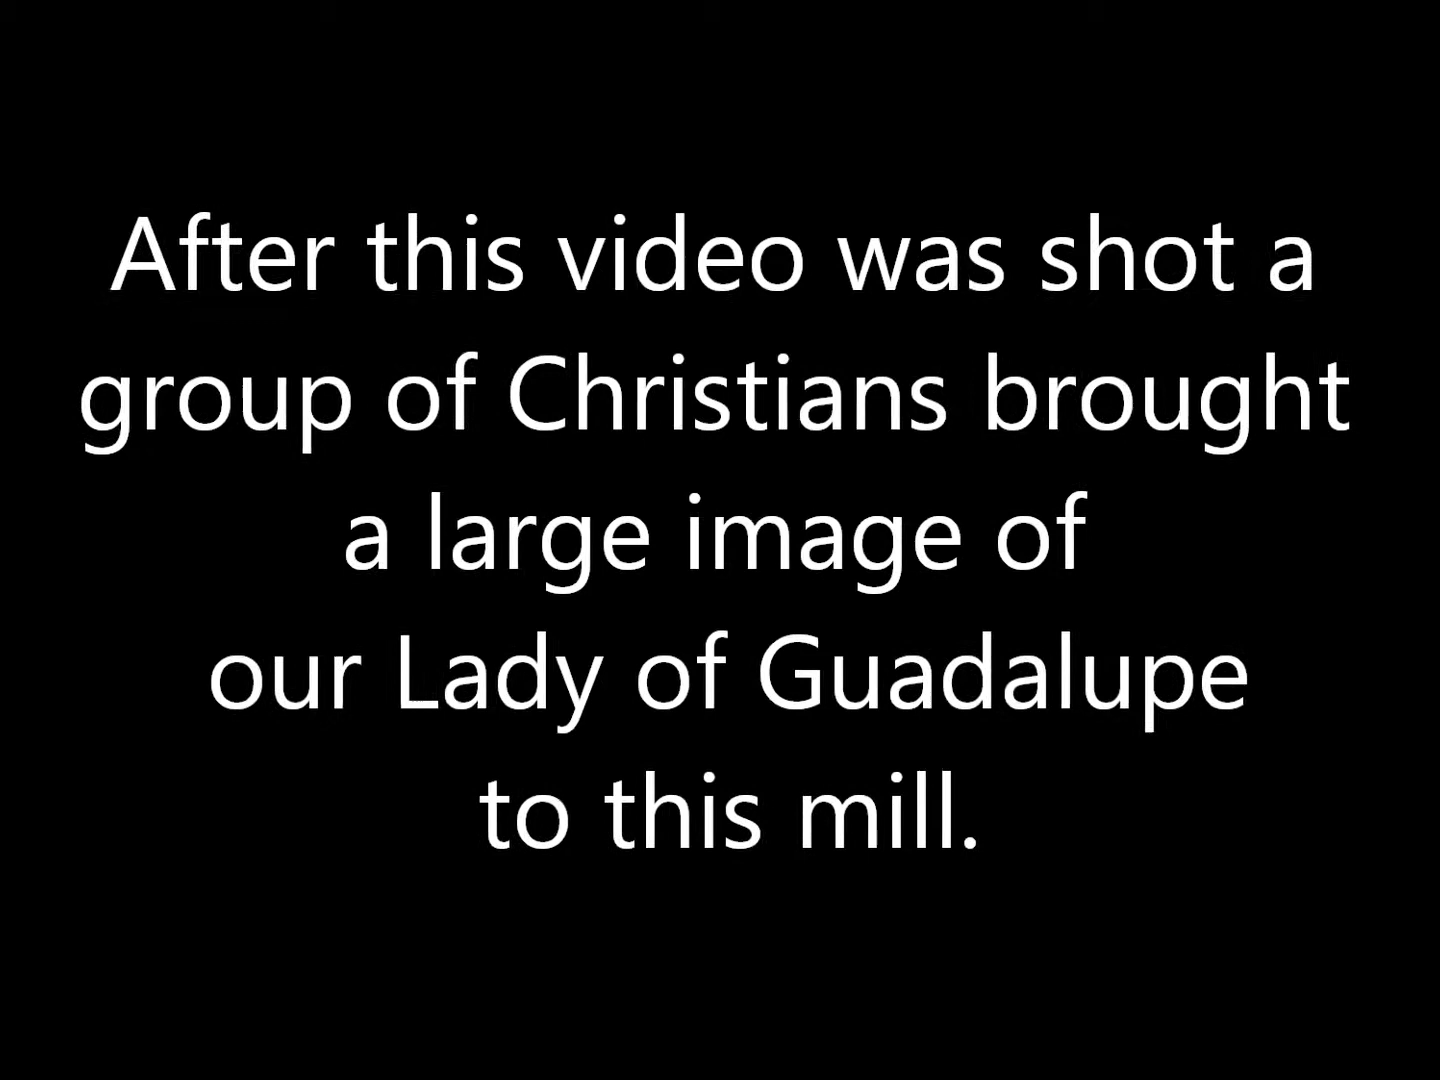 After this video was shot a
group of Christians brought
a large image of
our Lady of Guadalupe
to this mill.